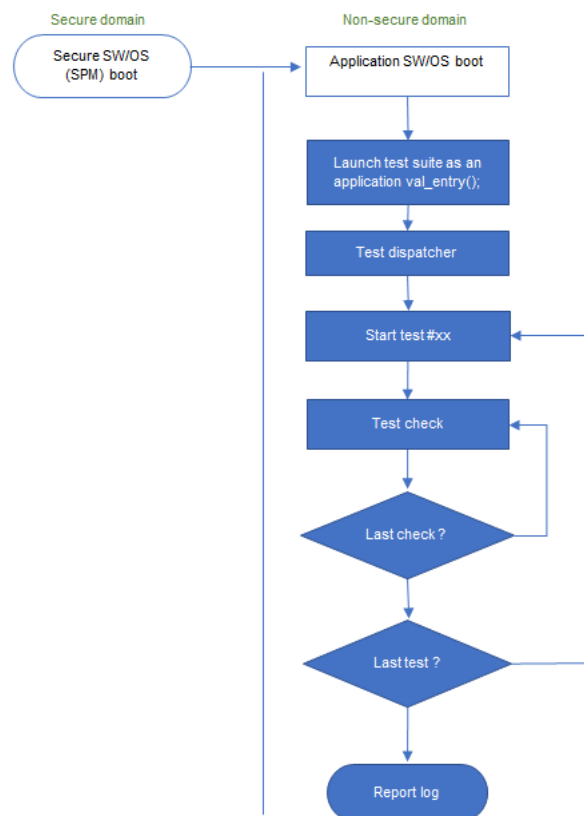 Secure domain
Non-secure domain
Secure SW/OS
(SPM) boot
Application SW/OS boot
Launch test suite as an
application val_entry();
Test dispatcher
Start test #xx
Test check
Last check ?
Last test ?
Report log